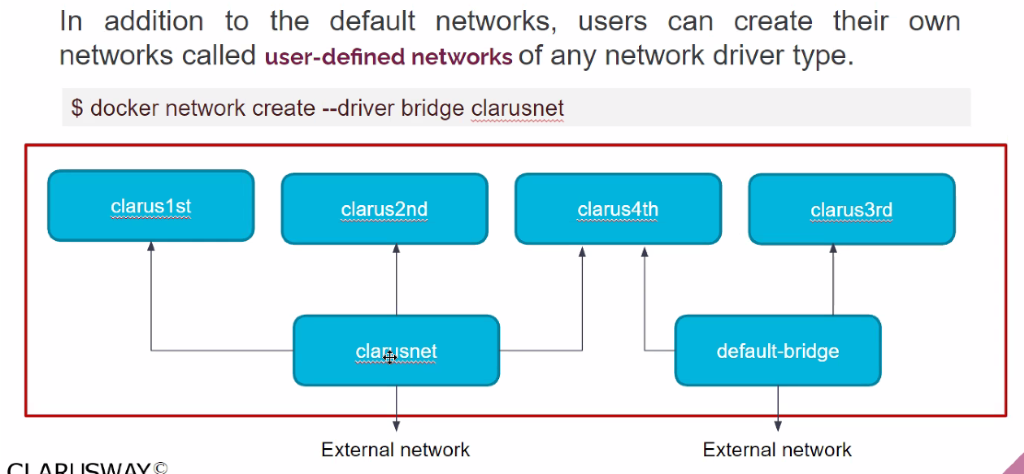 In addition to the default networks, users can create their own
networks called user-defined networks of any network driver type.
$ docker network create --driver bridge clarusnet
clarus1st
clarus2nd
clarus4th
clarus3rd
clarusnet
default-bridge
External network
External network
CLARUSWAY©